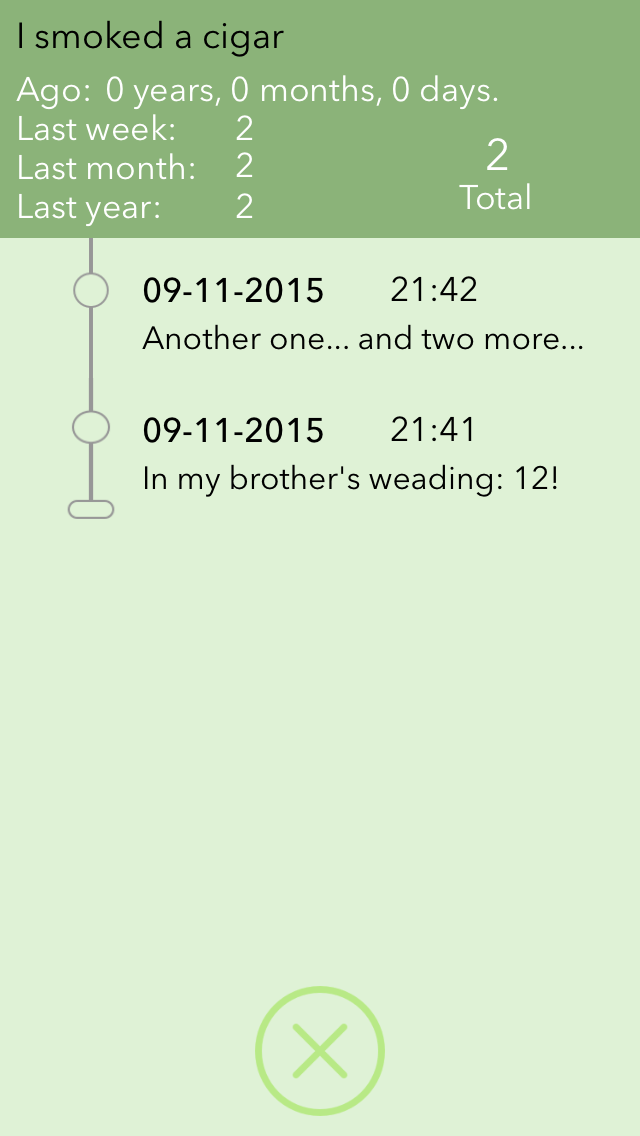 I smoked a cigar
Ago: 0 years, 0 months, 0 days.
Last week: 2
Last month: 2
Last year: 2
2
Total
09-11-2015 21:42
Another one... and two more...
09-11-2015 21:41
In my brother's weading: 12!